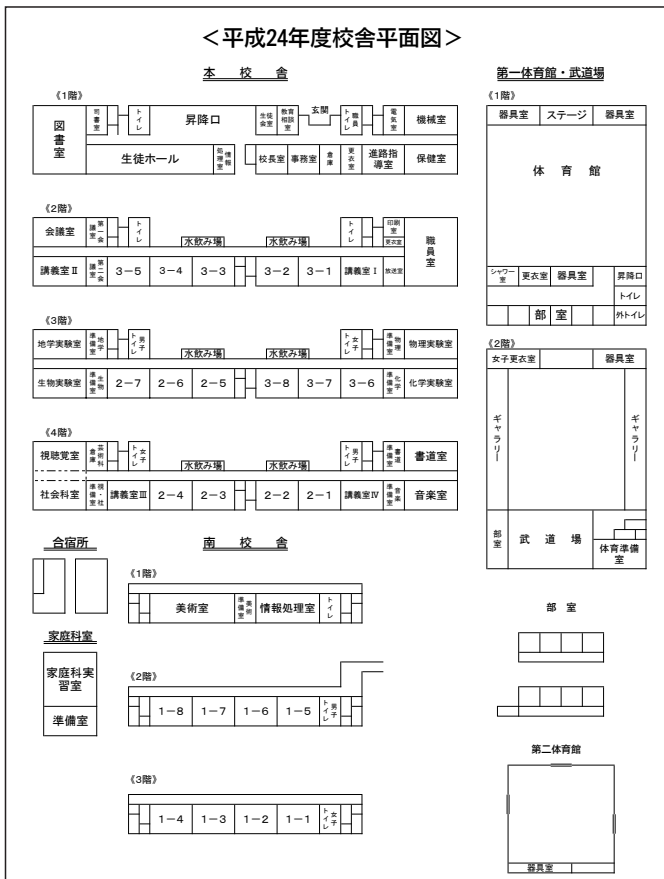 ＜平成24年度校舎平面図＞
本校舎
《1階》
図書室
司書室
トイレ
昇降口
生徒会室
教育相談室
玄関
トイレ
職員
電気室
機械室
生徒ホール
情報処理室
校長室
事務室
倉庫
更衣室
進路指導室
保健室
《2階》
会議室
第一会議室
トイレ
水飲み場
水飲み場
トイレ
印刷室
更衣室
職員室
講義室Ⅱ
第二会議室
3－5
3－4
3－3
3－2
3－1
講義室Ⅰ
放送室
《3階》
地学実験室
地学準備室
男子トイレ
水飲み場
水飲み場
女子トイレ
物理準備室
物理実験室
生物実験室
生物準備室
2－7
2－6
2－5
3－8
3－7
3－6
化学準備室
化学実験室
《4階》
視聴覚室
芸術科倉庫
女子トイレ
水飲み場
水飲み場
男子トイレ
書道準備室
書道室
社会科室
視・社準備室
講義室Ⅲ
2－4
2－3
2－2
2－1
講義室Ⅳ
音楽準備室
音楽室
合宿所
家庭科室
家庭科実習室
準備室
南校舎
《1階》
美術室
美術準備室
情報処理室
トイレ
《2階》
1－8
1－7
1－6
1－5
男子トイレ
《3階》
1－4
1－3
1－2
1－1
女子トイレ
第一体育館・武道場
《1階》
器具室
ステージ
器具室
体育館
シャワー室
更衣室
器具室
昇降口
トイレ
部室
外トイレ
《2階》
女子更衣室
器具室
ギャラリー
ギャラリー
部室
武道場
体育準備室
部室
第二体育館
器具室